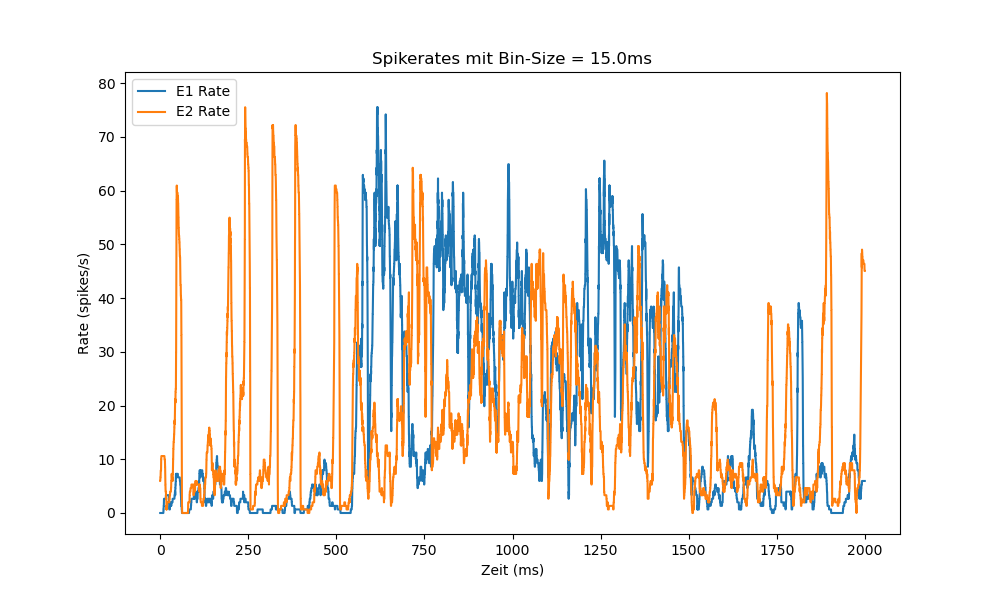 Spikerates mit Bin-Size = 15.0ms
E1 Rate
E2 Rate
Rate (spikes/s)
80
70
60
50
40
30
20
10
0
0 250 500 750 1000 1250 1500 1750 2000
Zeit (ms)